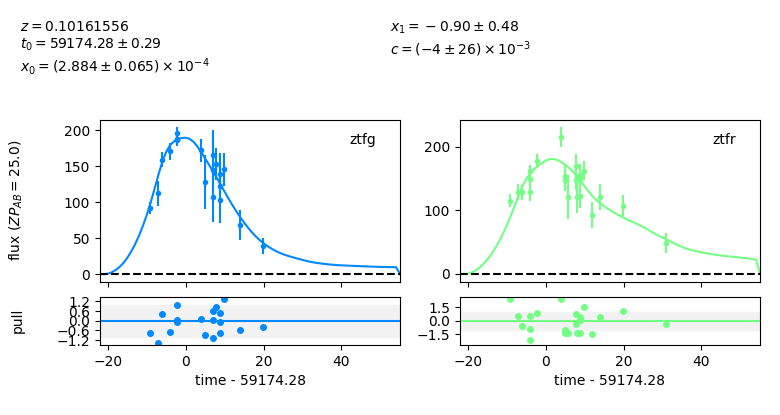 z = 0.10161556
t₀ = 59174.28 ± 0.29
x₀ = (2.884 ± 0.065) × 10⁻⁴
x₁ = − 0.90 ± 0.48
c = (−4 ± 26) × 10⁻³
flux (ZP_AB = 25.0)
200
150
100
50
0
ztfg
200
100
0
ztfr
pull
1.2
0.6
0.0
−0.6
−1.2
1.5
0.0
−1.5
−20 0 20 40
−20 0 20 40
time - 59174.28
time - 59174.28